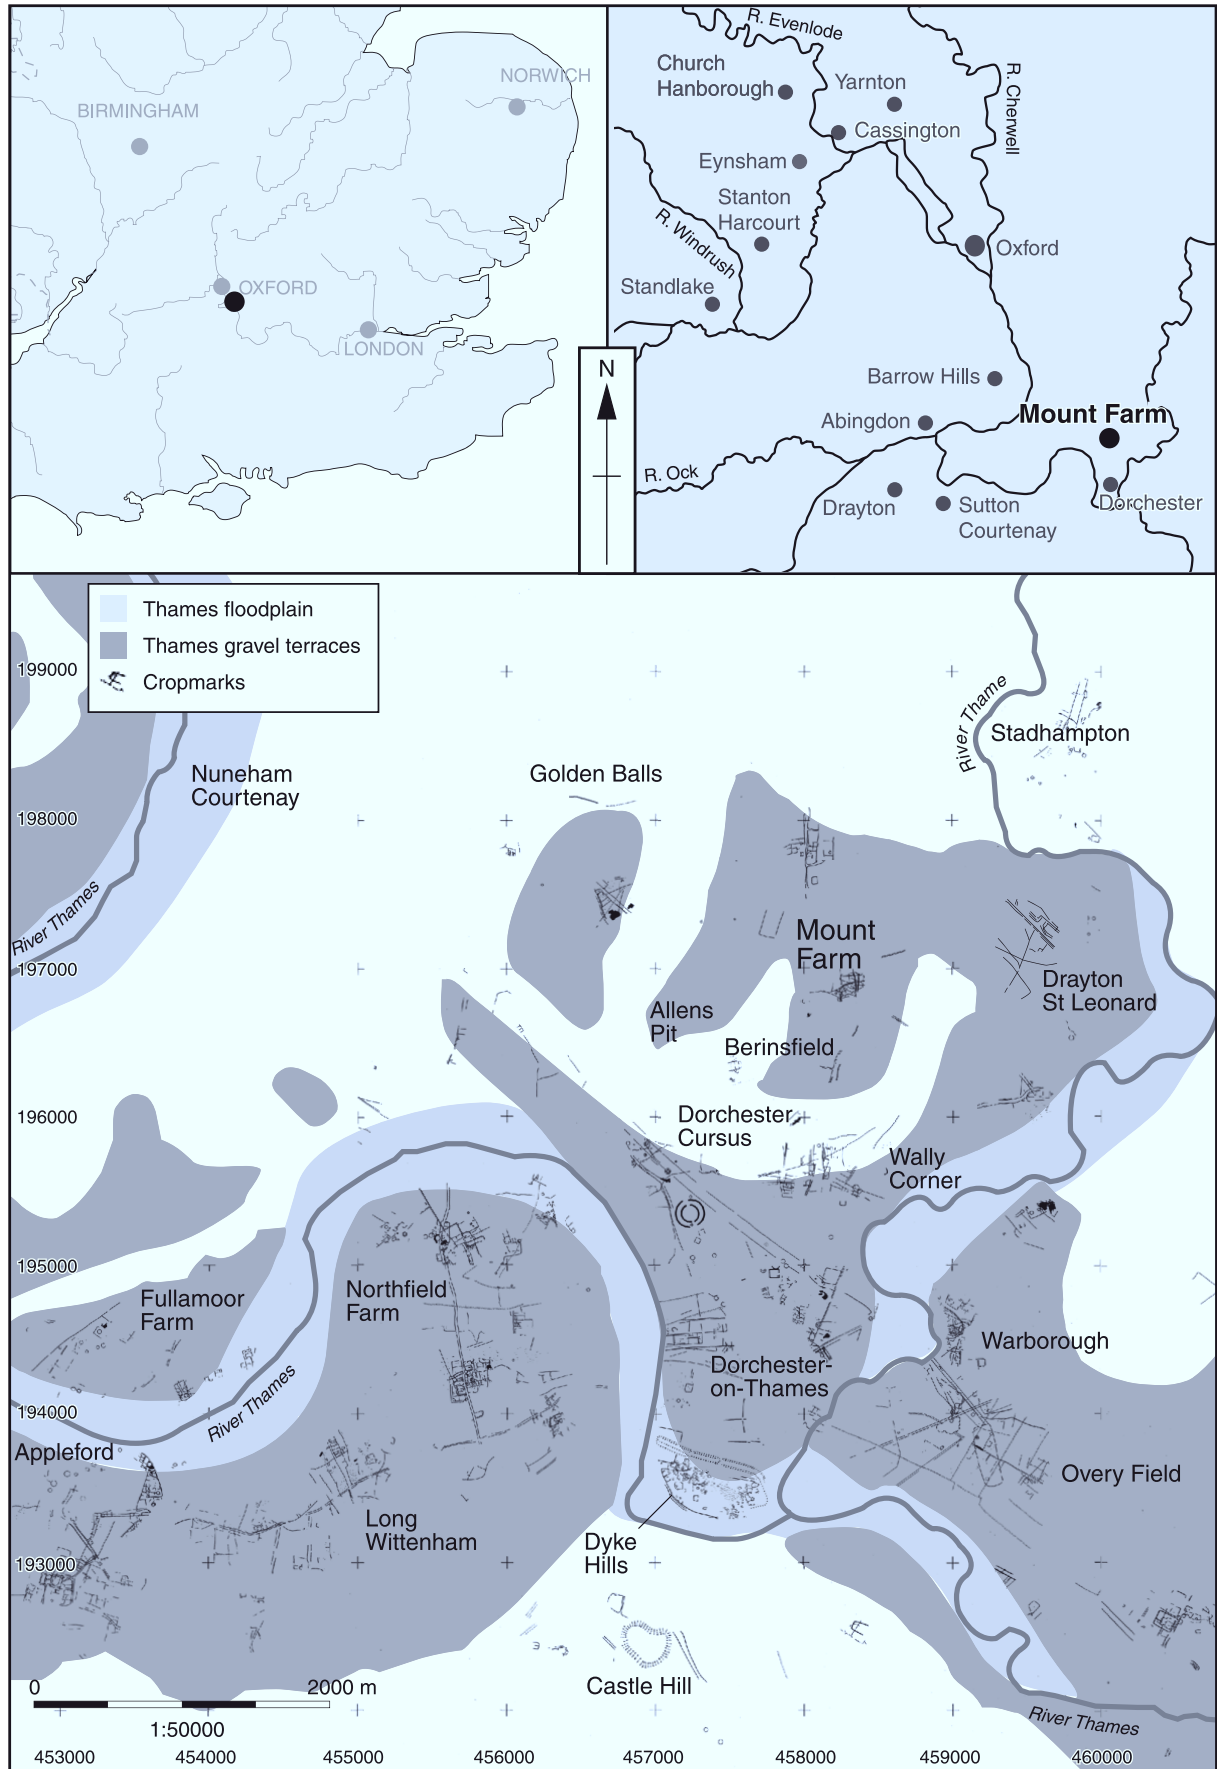 NORWICH
BIRMINGHAM
OXFORD
LONDON
R. Evenlode
Church
Hanborough
Yarnton
R. Cherwell
Cassington
Eynsham
Stanton
Harcourt
R. Windrush
Oxford
Standlake
Barrow Hills
Mount Farm
Abingdon
R. Ock
Drayton
Sutton
Courtenay
Dorchester
N
Thames floodplain
Thames gravel terraces
Cropmarks
199000
River Thame
Stadhampton
Nuneham
Courtenay
Golden Balls
198000
River Thames
Mount
Farm
197000
Drayton
St Leonard
Allens
Pit
Berinsfield
196000
Dorchester
Cursus
Wally
Corner
195000
Fullamoor
Farm
Northfield
Farm
Warborough
Dorchester-
on-Thames
River Thames
194000
Appleford
Overy Field
Long
Wittenham
Dyke
Hills
193000
Castle Hill
0 2000 m
1:50000
River Thames
453000 454000 455000 456000 457000 458000 459000 460000